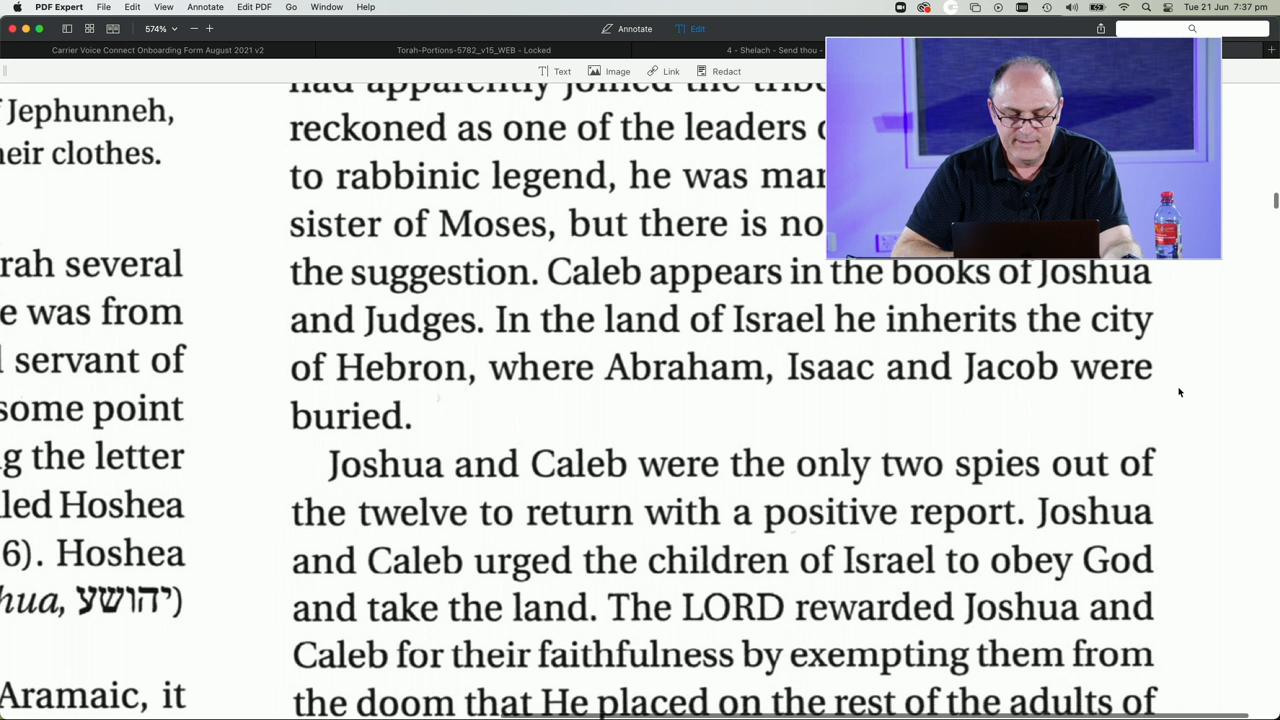 PDF Expert File Edit View Annotate Edit PDF Go Window Help Tue 21 Jun 7:37 pm
574% Annotate Edit
Carrier Voice Connect Onboarding Form August 2021 v2 Torah-Portions-5782_v15_WEB - Locked 4 - Shelach - Send thou -
Text Image Link Redact
f Jephunneh,
heir clothes.
rah several
e was from
l servant of
some point
g the letter
lled Hoshea
6). Hoshea
hua, יהושע)
Aramaic, it
had apparently joined the tribe
reckoned as one of the leaders
to rabbinic legend, he was mar
sister of Moses, but there is no
the suggestion. Caleb appears in the books of Joshua
and Judges. In the land of Israel he inherits the city
of Hebron, where Abraham, Isaac and Jacob were
buried.
Joshua and Caleb were the only two spies out of
the twelve to return with a positive report. Joshua
and Caleb urged the children of Israel to obey God
and take the land. The LORD rewarded Joshua and
Caleb for their faithfulness by exempting them from
the doom that He placed on the rest of the adults of